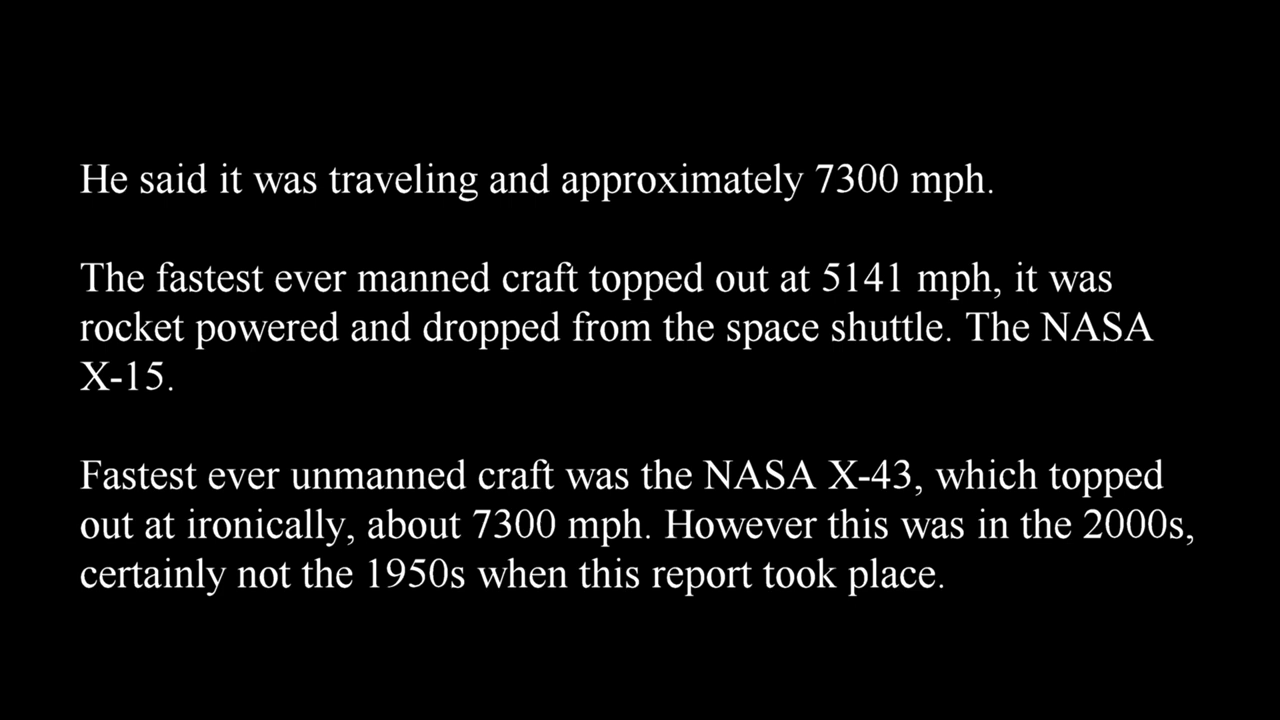 He said it was traveling and approximately 7300 mph.
The fastest ever manned craft topped out at 5141 mph, it was
rocket powered and dropped from the space shuttle. The NASA
X-15.
Fastest ever unmanned craft was the NASA X-43, which topped
out at ironically, about 7300 mph. However this was in the 2000s,
certainly not the 1950s when this report took place.